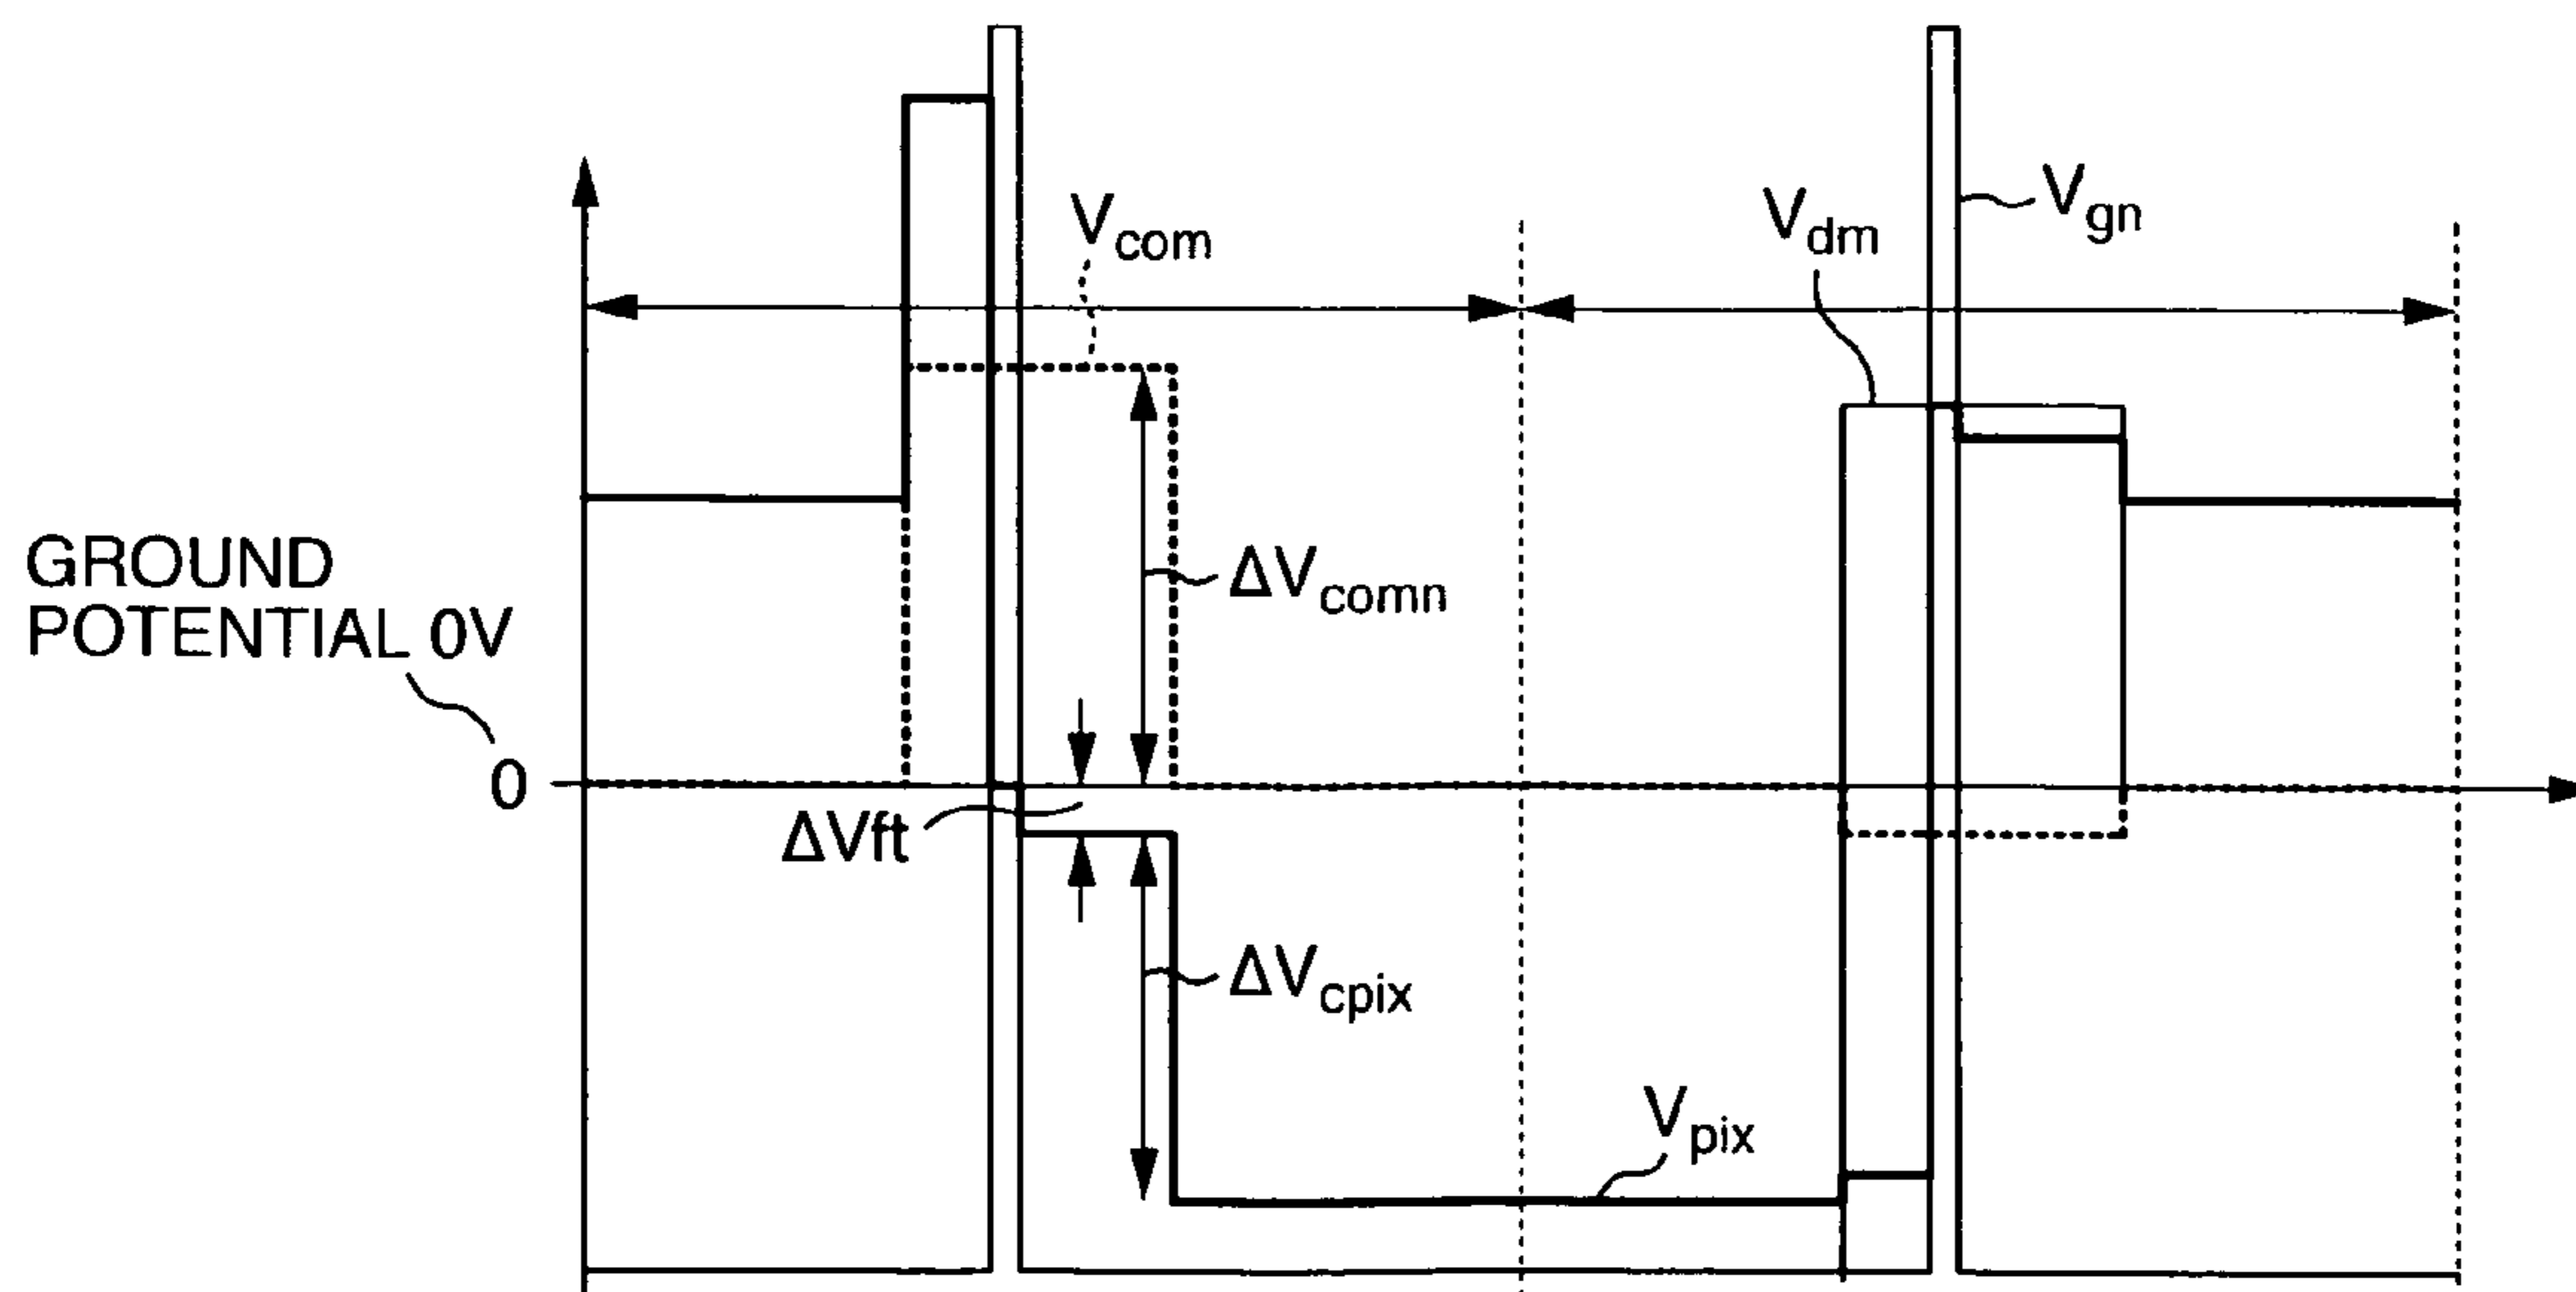 V_gn
V_dm
V_com
GROUND
POTENTIAL 0V
ΔV_comn
0
ΔVft
ΔV_cpix
V_pix